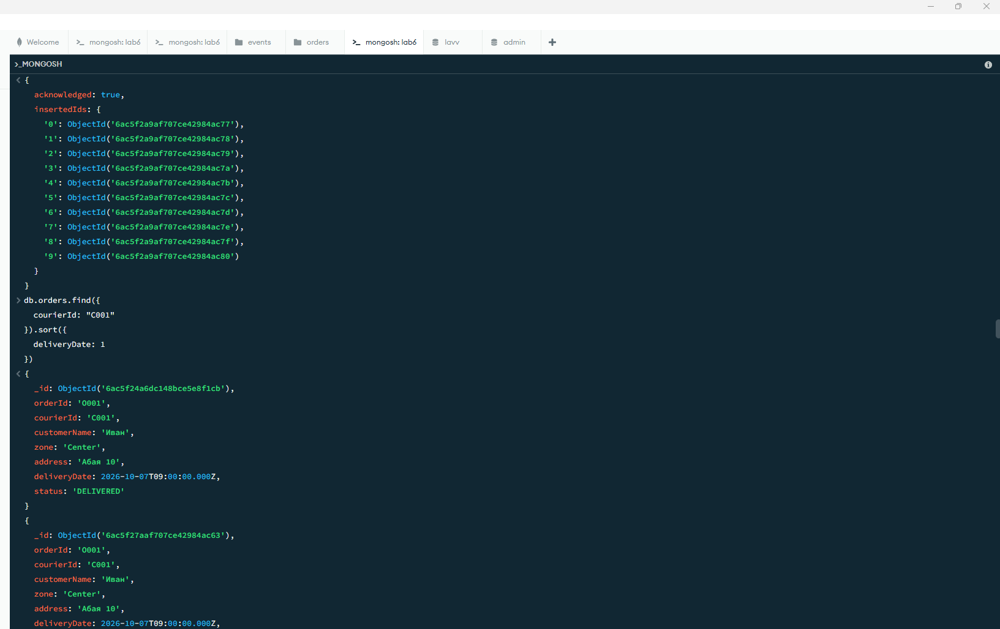 Welcome
>_ mongosh: lab6
>_ mongosh: lab6
events
orders
>_ mongosh: lab6
lavv
admin
>_MONGOSH
{
acknowledged: true,
insertedIds: {
'0': ObjectId('6ac5f2a9af707ce42984ac77'),
'1': ObjectId('6ac5f2a9af707ce42984ac78'),
'2': ObjectId('6ac5f2a9af707ce42984ac79'),
'3': ObjectId('6ac5f2a9af707ce42984ac7a'),
'4': ObjectId('6ac5f2a9af707ce42984ac7b'),
'5': ObjectId('6ac5f2a9af707ce42984ac7c'),
'6': ObjectId('6ac5f2a9af707ce42984ac7d'),
'7': ObjectId('6ac5f2a9af707ce42984ac7e'),
'8': ObjectId('6ac5f2a9af707ce42984ac7f'),
'9': ObjectId('6ac5f2a9af707ce42984ac80')
}
}
> db.orders.find({
courierId: "C001"
}).sort({
deliveryDate: 1
})
< {
_id: ObjectId('6ac5f24a6dc148bce5e8f1cb'),
orderId: 'O001',
courierId: 'C001',
customerName: 'Иван',
zone: 'Center',
address: 'Абая 10',
deliveryDate: 2026-10-07T09:00:00.000Z,
status: 'DELIVERED'
}
{
_id: ObjectId('6ac5f27aaf707ce42984ac63'),
orderId: 'O001',
courierId: 'C001',
customerName: 'Иван',
zone: 'Center',
address: 'Абая 10',
deliveryDate: 2026-10-07T09:00:00.000Z,